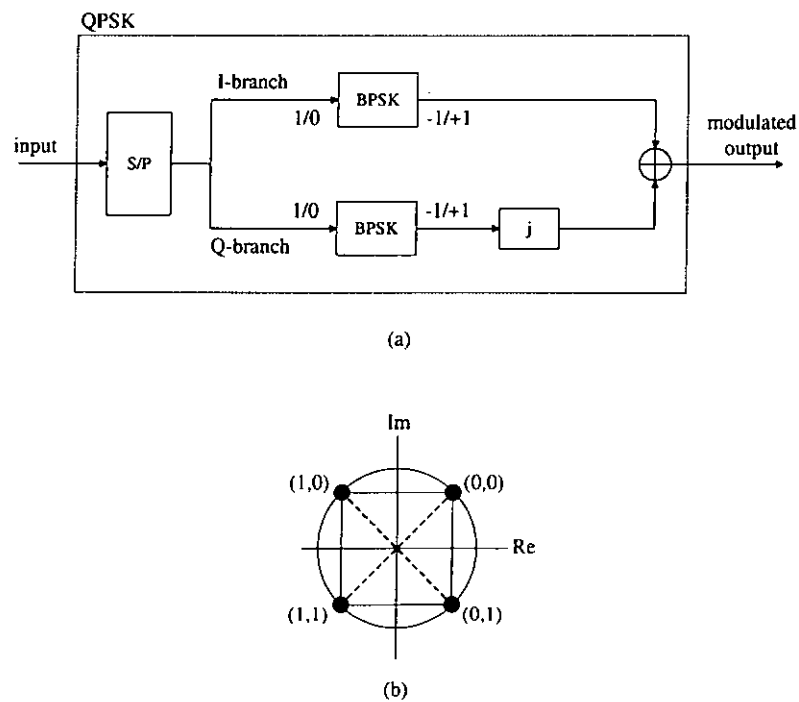 QPSK
I-branch
BPSK
1/0
-1/+1
modulated
output
input
S/P
1/0
BPSK
-1/+1
j
Q-branch
(a)
Im
(1,0)
(0,0)
Re
(1,1)
(0,1)
(b)